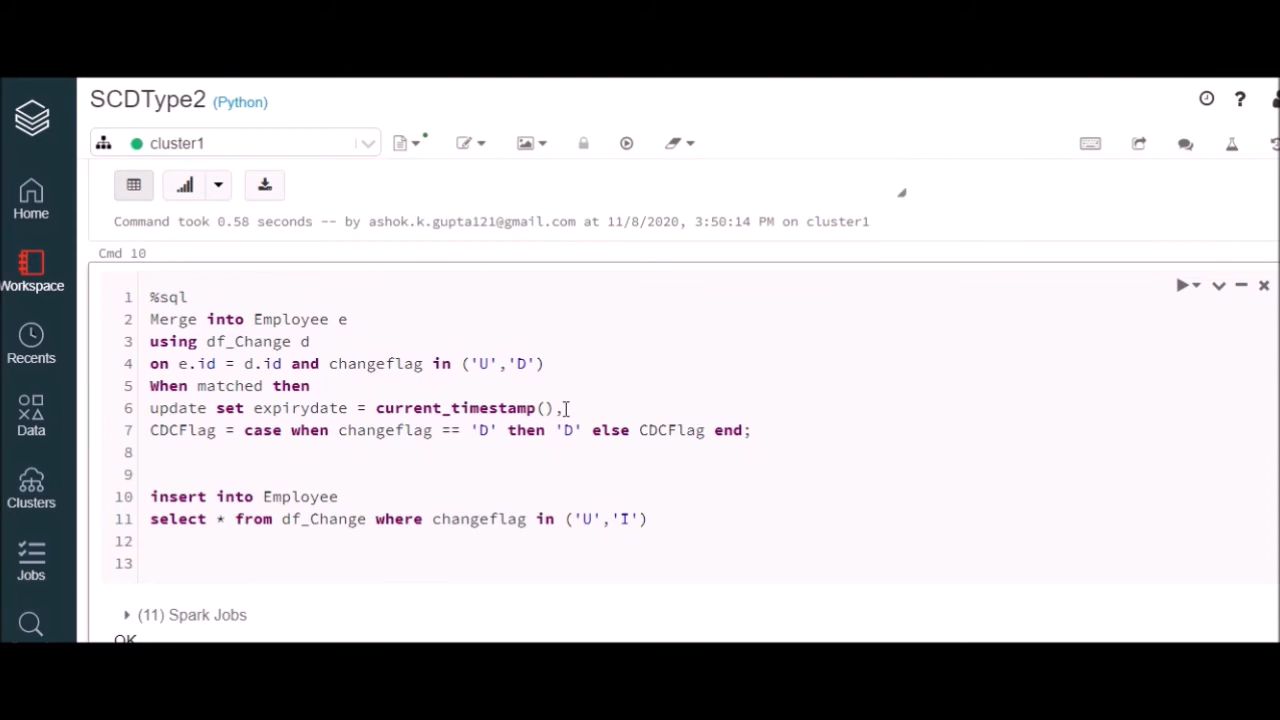 SCDType2 (Python)
cluster1
Home
Command took 0.58 seconds -- by ashok.k.gupta121@gmail.com at 11/8/2020, 3:50:14 PM on cluster1
Cmd 10
Workspace
Recents
Data
Clusters
Jobs
1 %sql
2 Merge into Employee e
3 using df_Change d
4 on e.id = d.id and changeflag in ('U','D')
5 When matched then
6 update set expirydate = current_timestamp(),
7 CDCFlag = case when changeflag == 'D' then 'D' else CDCFlag end;
8
9
10 insert into Employee
11 select * from df_Change where changeflag in ('U','I')
12
13
(11) Spark Jobs
OK